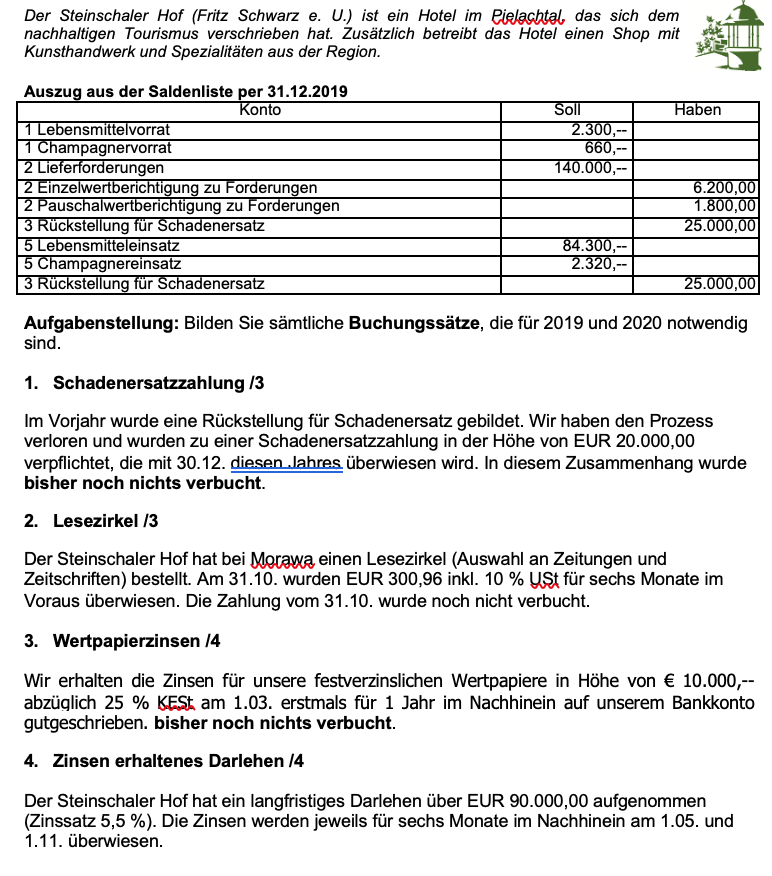 Der Steinschaler Hof (Fritz Schwarz e. U.) ist ein Hotel im Pielachtal, das sich dem
nachhaltigen Tourismus verschrieben hat. Zusätzlich betreibt das Hotel einen Shop mit
Kunsthandwerk und Spezialitäten aus der Region.
Auszug aus der Saldenliste per 31.12.2019
Konto Soll Haben
1 Lebensmittelvorrat 2.300,--
1 Champagnervorrat 660,--
2 Lieferforderungen 140.000,--
2 Einzelwertberichtigung zu Forderungen 6.200,00
2 Pauschalwertberichtigung zu Forderungen 1.800,00
3 Rückstellung für Schadenersatz 25.000,00
5 Lebensmitteleinsatz 84.300,--
5 Champagnereinsatz 2.320,--
3 Rückstellung für Schadenersatz 25.000,00
Aufgabenstellung: Bilden Sie sämtliche Buchungssätze, die für 2019 und 2020 notwendig
sind.
1. Schadenersatzzahlung /3
Im Vorjahr wurde eine Rückstellung für Schadenersatz gebildet. Wir haben den Prozess
verloren und wurden zu einer Schadenersatzzahlung in der Höhe von EUR 20.000,00
verpflichtet, die mit 30.12. diesen Jahres überwiesen wird. In diesem Zusammenhang wurde
bisher noch nichts verbucht.
2. Lesezirkel /3
Der Steinschaler Hof hat bei Morawa einen Lesezirkel (Auswahl an Zeitungen und
Zeitschriften) bestellt. Am 31.10. wurden EUR 300,96 inkl. 10 % USt für sechs Monate im
Voraus überwiesen. Die Zahlung vom 31.10. wurde noch nicht verbucht.
3. Wertpapierzinsen /4
Wir erhalten die Zinsen für unsere festverzinslichen Wertpapiere in Höhe von € 10.000,--
abzüglich 25 % KESt am 1.03. erstmals für 1 Jahr im Nachhinein auf unserem Bankkonto
gutgeschrieben. bisher noch nichts verbucht.
4. Zinsen erhaltenes Darlehen /4
Der Steinschaler Hof hat ein langfristiges Darlehen über EUR 90.000,00 aufgenommen
(Zinssatz 5,5 %). Die Zinsen werden jeweils für sechs Monate im Nachhinein am 1.05. und
1.11. überwiesen.